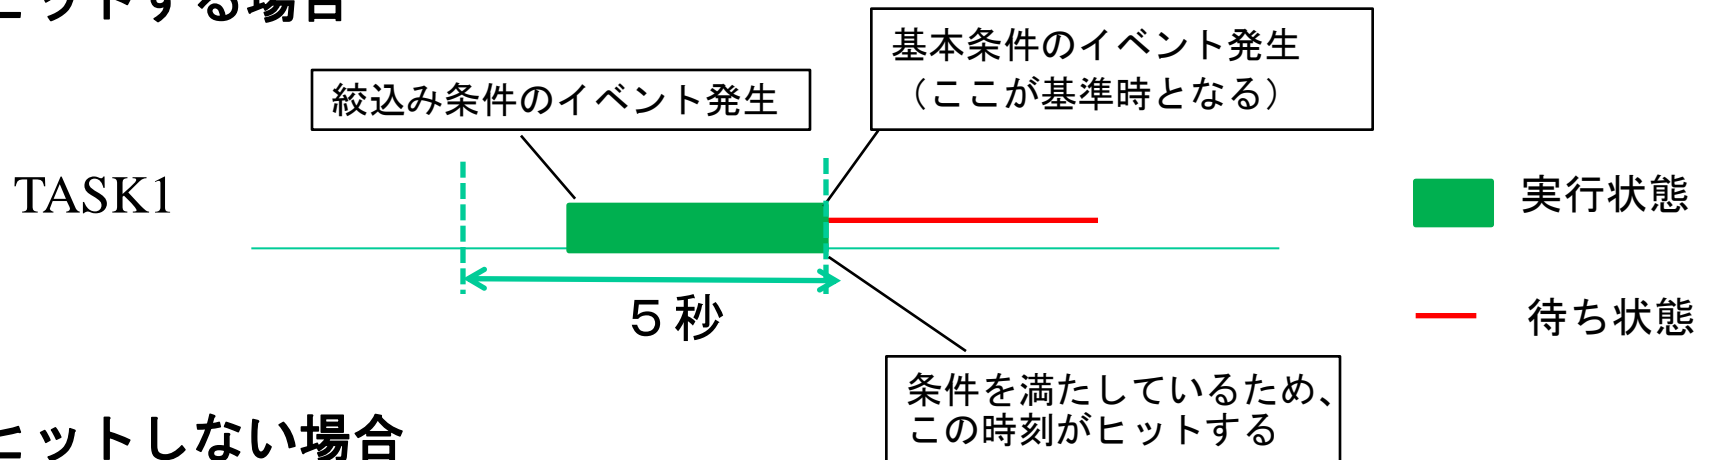 ヒットする場合
基本条件のイベント発生
（ここが基準時となる）
絞込み条件のイベント発生
TASK1
実行状態
５秒
待ち状態
条件を満たしているため、
この時刻がヒットする
ヒットしない場合